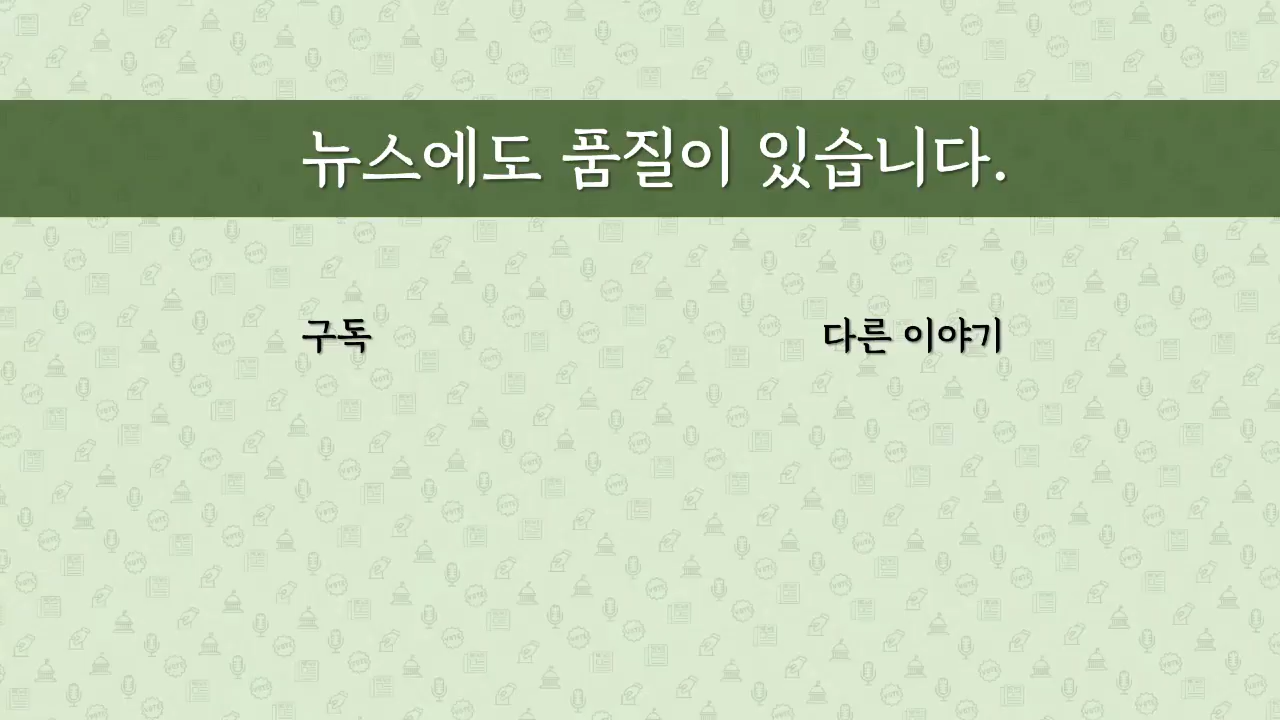 뉴스에도 품질이 있습니다.
구독
다른 이야기